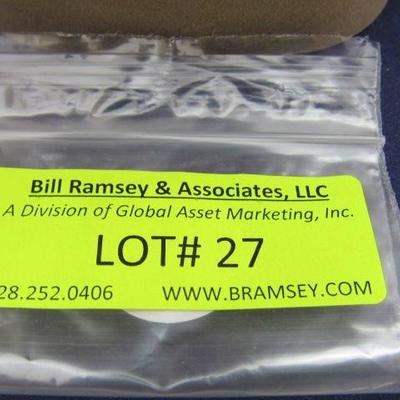 Bill Ramsey & Associates, LLC
A Division of Global Asset Marketing, Inc.
LOT# 27
28.252.0406 WWW.BRAMSEY.COM